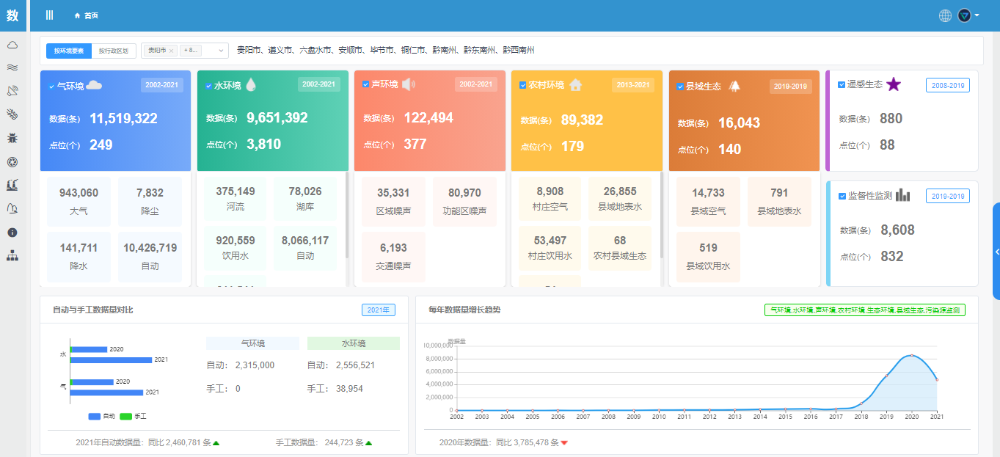 数
首页
按环境要素
按行政区划
贵阳市 ×
+ 8...
贵阳市、遵义市、六盘水市、安顺市、毕节市、铜仁市、黔南州、黔东南州、黔西南州
气环境
2002-2021
数据(条) 11,519,322
点位(个) 249
943,060
大气
7,832
降尘
141,711
降水
10,426,719
自动
水环境
2002-2021
数据(条) 9,651,392
点位(个) 3,810
375,149
河流
78,026
湖库
920,559
饮用水
8,066,117
自动
声环境
2002-2021
数据(条) 122,494
点位(个) 377
35,331
区域噪声
80,970
功能区噪声
6,193
交通噪声
农村环境
2013-2021
数据(条) 89,382
点位(个) 179
8,908
村庄空气
26,855
县域地表水
53,497
村庄饮用水
68
农村县域生态
县域生态
2019-2019
数据(条) 16,043
点位(个) 140
14,733
县域空气
791
县域地表水
519
县域饮用水
遥感生态
2008-2019
数据(条) 880
点位(个) 88
监督性监测
2019-2019
数据(条) 8,608
点位(个) 832
自动与手工数据量对比
2021年
水
2020
2021
气
2020
2021
自动 手工
气环境
自动: 2,315,000
手工: 0
水环境
自动: 2,556,521
手工: 38,954
2021年自动数据量: 同比 2,460,781 条
手工数据量: 244,723 条
每年数据量增长趋势
气环境,水环境,声环境,农村环境,生态环境,县域生态,污染源监测
数据量
10,000,000
8,000,000
6,000,000
4,000,000
2,000,000
0
2002 2003 2004 2005 2006 2007 2008 2009 2010 2011 2012 2013 2014 2015 2016 2017 2018 2019 2020 2021
2020年数据量: 同比 3,785,478 条